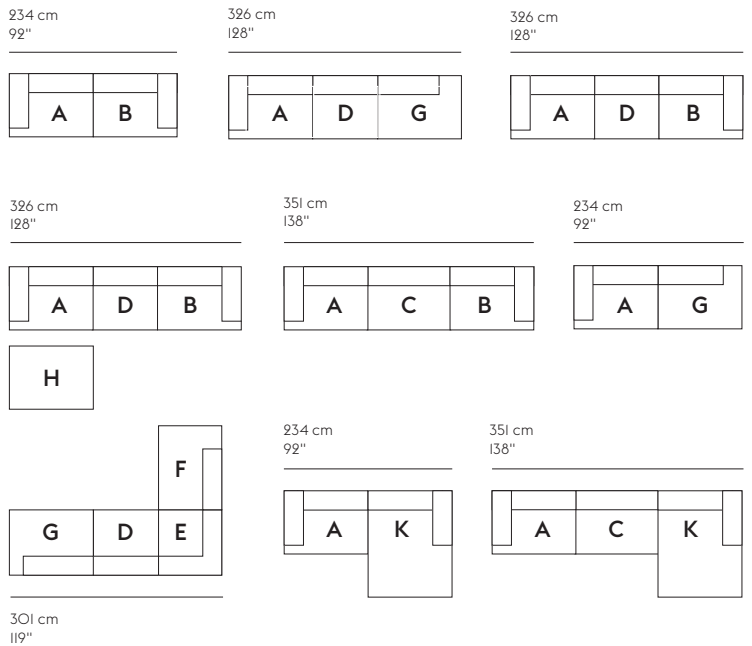 234 cm
92"
326 cm
128"
326 cm
128"
A B
A D G
A D B
326 cm
128"
351 cm
138"
234 cm
92"
A D B
A C B
A G
H
234 cm
92"
351 cm
138"
F
G D E
A K
A C K
301 cm
119"